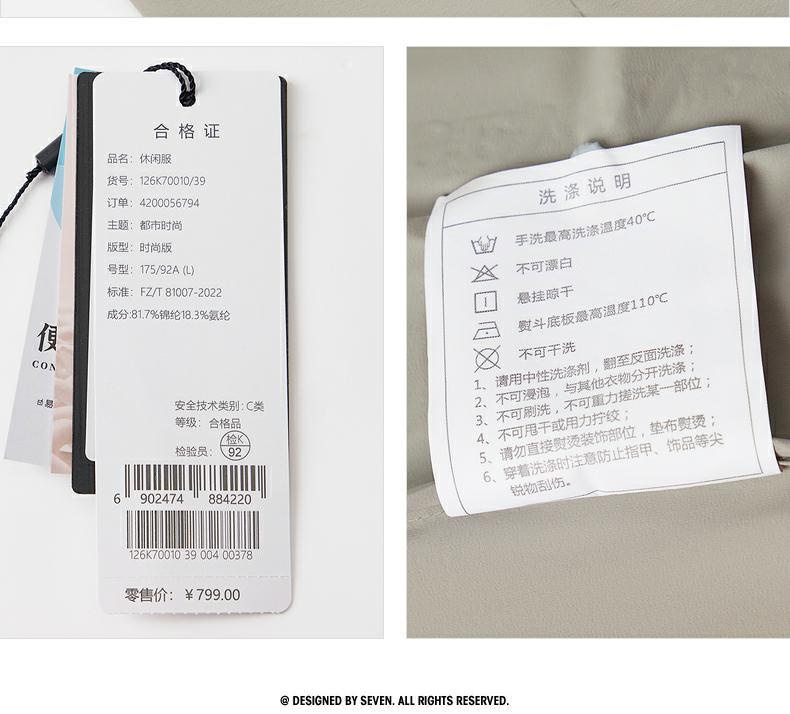 合格证
品名：休闲服
货号：126K70010/39
订单：4200056794
主题：都市时尚
版型：时尚版
号型：175/92A (L)
标准：FZ/T 81007-2022
成分:81.7%锦纶18.3%氨纶
安全技术类别：C类
等级：合格品
检验员：
检K
92
6 902474 884220
126K70010 39 004 00378
零售价：￥799.00
便
CON
洗涤说明
手洗最高洗涤温度40℃
不可漂白
悬挂晾干
熨斗底板最高温度110℃
不可干洗
1、请用中性洗涤剂，翻至反面洗涤；
2、不可浸泡，与其他衣物分开洗涤；
3、不可刷洗，不可重力搓洗某一部位；
4、不可甩干或用力拧绞；
5、请勿直接熨烫装饰部位，垫布熨烫；
6、穿着洗涤时注意防止指甲、饰品等尖
锐物刮伤。
@ DESIGNED BY SEVEN. ALL RIGHTS RESERVED.